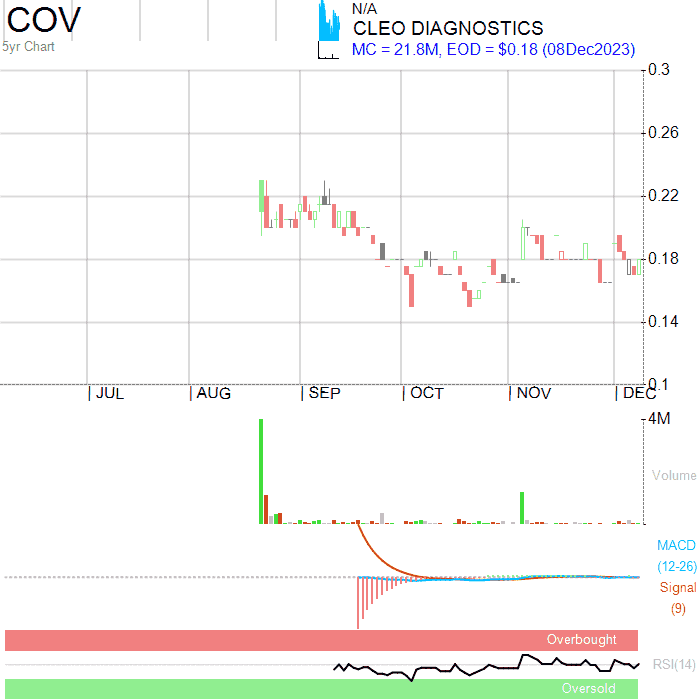 COV
5yr Chart
N/A
CLEO DIAGNOSTICS
MC = 21.8M, EOD = $0.18 (08Dec2023)
0.3
0.26
0.22
0.18
0.14
0.1
JUL AUG SEP OCT NOV DEC
4M
Volume
MACD
(12-26)
Signal
(9)
Overbought
RSI(14)
Oversold